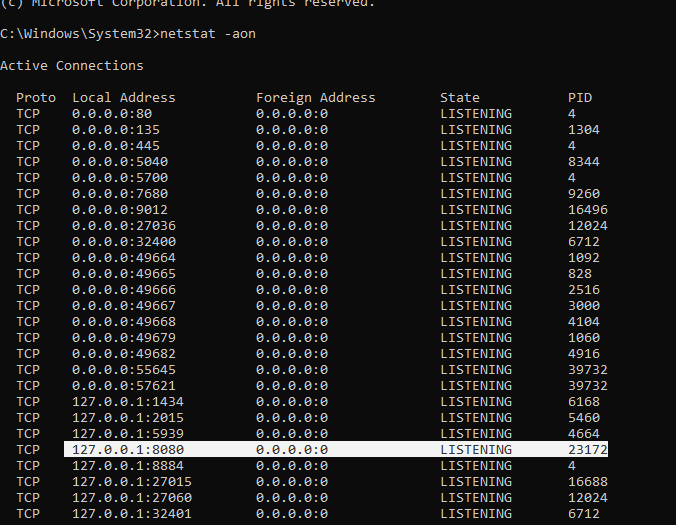 (c) Microsoft Corporation. All rights reserved.
C:\Windows\System32>netstat -aon
Active Connections
Proto Local Address Foreign Address State PID
TCP 0.0.0.0:80 0.0.0.0:0 LISTENING 4
TCP 0.0.0.0:135 0.0.0.0:0 LISTENING 1304
TCP 0.0.0.0:445 0.0.0.0:0 LISTENING 4
TCP 0.0.0.0:5040 0.0.0.0:0 LISTENING 8344
TCP 0.0.0.0:5700 0.0.0.0:0 LISTENING 4
TCP 0.0.0.0:7680 0.0.0.0:0 LISTENING 9260
TCP 0.0.0.0:9012 0.0.0.0:0 LISTENING 16496
TCP 0.0.0.0:27036 0.0.0.0:0 LISTENING 12024
TCP 0.0.0.0:32400 0.0.0.0:0 LISTENING 6712
TCP 0.0.0.0:49664 0.0.0.0:0 LISTENING 1092
TCP 0.0.0.0:49665 0.0.0.0:0 LISTENING 828
TCP 0.0.0.0:49666 0.0.0.0:0 LISTENING 2516
TCP 0.0.0.0:49667 0.0.0.0:0 LISTENING 3000
TCP 0.0.0.0:49668 0.0.0.0:0 LISTENING 4104
TCP 0.0.0.0:49679 0.0.0.0:0 LISTENING 1060
TCP 0.0.0.0:49682 0.0.0.0:0 LISTENING 4916
TCP 0.0.0.0:55645 0.0.0.0:0 LISTENING 39732
TCP 0.0.0.0:57621 0.0.0.0:0 LISTENING 39732
TCP 127.0.0.1:1434 0.0.0.0:0 LISTENING 6168
TCP 127.0.0.1:2015 0.0.0.0:0 LISTENING 5460
TCP 127.0.0.1:5939 0.0.0.0:0 LISTENING 4664
TCP 127.0.0.1:8080 0.0.0.0:0 LISTENING 23172
TCP 127.0.0.1:8884 0.0.0.0:0 LISTENING 4
TCP 127.0.0.1:27015 0.0.0.0:0 LISTENING 16688
TCP 127.0.0.1:27060 0.0.0.0:0 LISTENING 12024
TCP 127.0.0.1:32401 0.0.0.0:0 LISTENING 6712